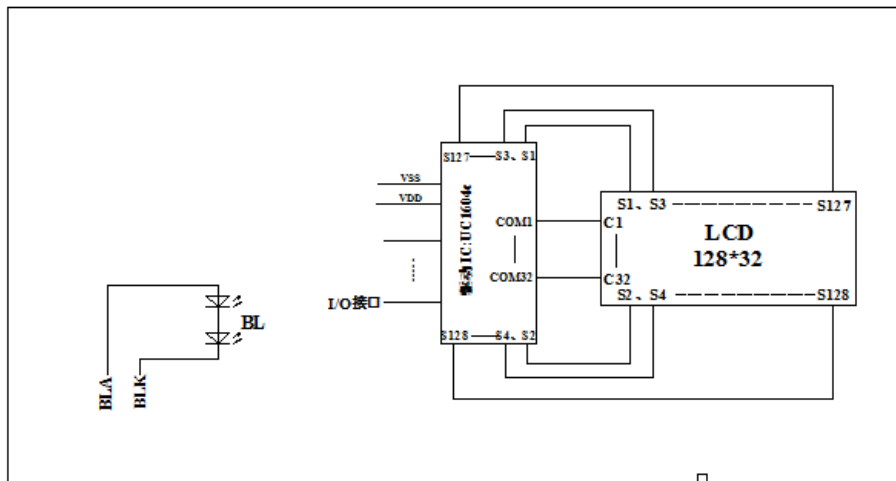 S127
S3、S1
VSS
VDD
驱动IC:UC1604c
COM1
COM32
I/O接口
S128
S4、S2
S1、S3
S127
C1
LCD
128*32
C32
S2、S4
S128
BL
BLA
BLK